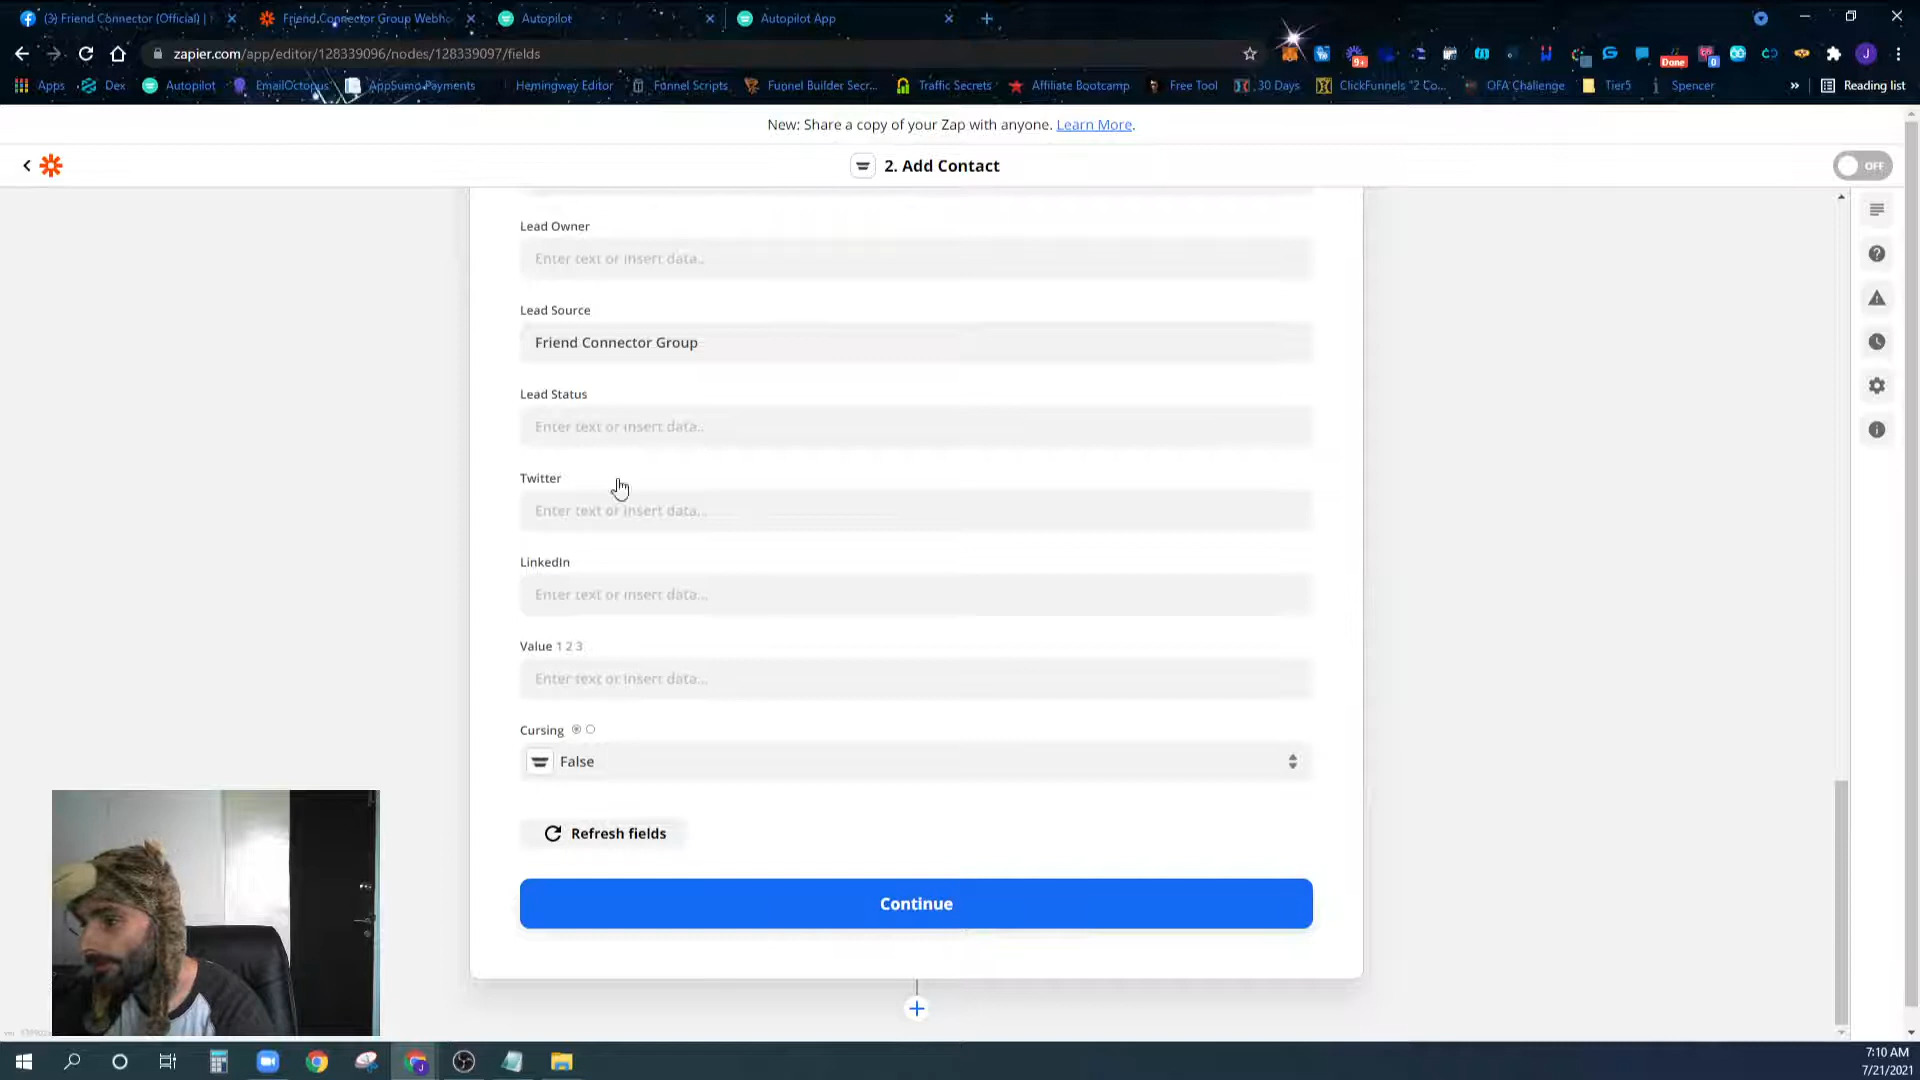 (3) Friend Connector (Official) |
Friend Connector Group Webho
Autopilot
Autopilot App
zapier.com/app/editor/128339096/nodes/128339097/fields
9+
Done
0
J
Apps
Dex
Autopilot
EmailOctopus
AppSumo Payments
Hemingway Editor
Funnel Scripts
Funnel Builder Secr...
Traffic Secrets
Affiliate Bootcamp
Free Tool
30 Days
ClickFunnels "2 Co...
OFA Challenge
Tier5
Spencer
»
Reading list
New: Share a copy of your Zap with anyone. Learn More.
2. Add Contact
OFF
Lead Owner
Enter text or insert data...
Lead Source
Friend Connector Group
Lead Status
Enter text or insert data...
Twitter
Enter text or insert data...
LinkedIn
Enter text or insert data...
Value 1 2 3
Enter text or insert data...
Cursing
False
Refresh fields
Continue
7:10 AM
7/21/2021